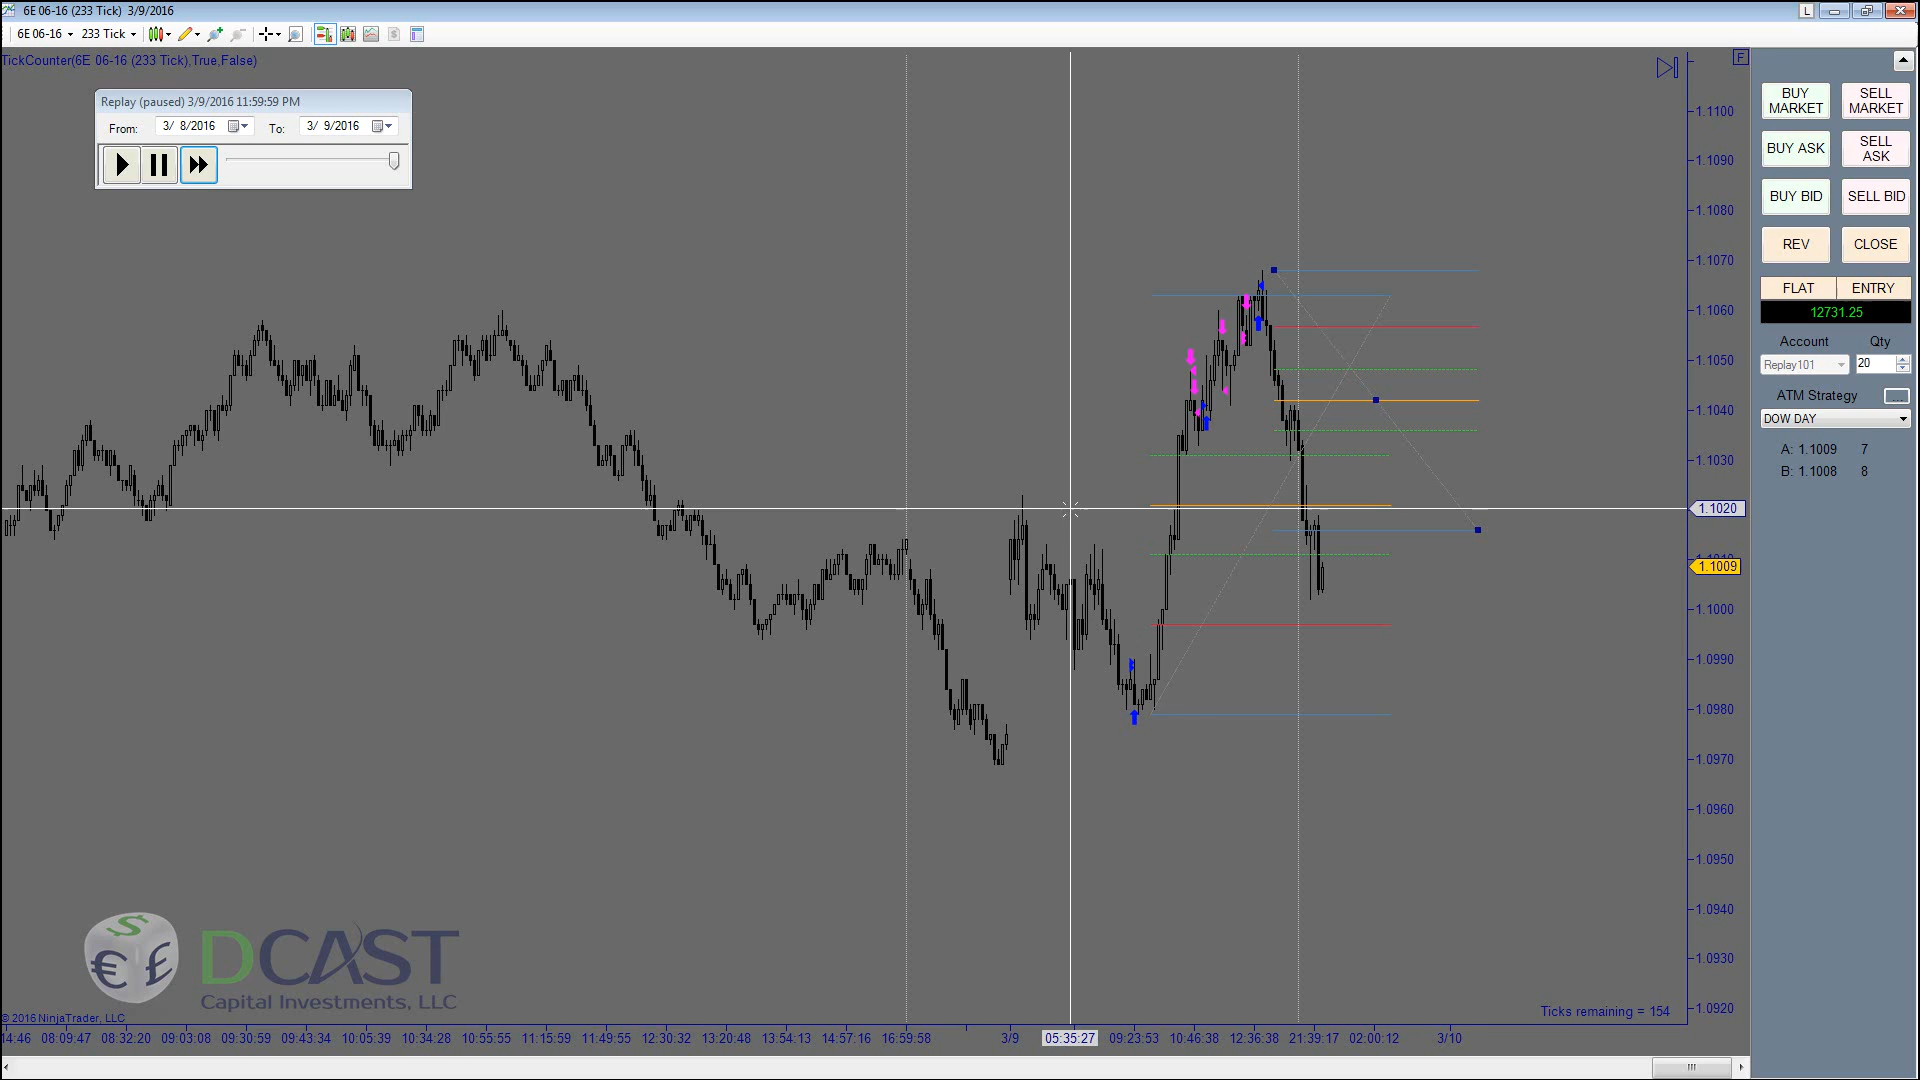 6E 06-16 (233 Tick)  3/9/2016
L
6E 06-16
233 Tick
TickCounter(6E 06-16 (233 Tick),True,False)
F
Replay (paused) 3/9/2016 11:59:59 PM
From: 3/ 8/2016 To: 3/ 9/2016
1.1100
1.1090
1.1080
1.1070
1.1060
1.1050
1.1040
1.1030
1.1020
1.1010
1.1009
1.1000
1.0990
1.0980
1.0970
1.0960
1.0950
1.0940
1.0930
1.0920
BUY MARKET
SELL MARKET
BUY ASK
SELL ASK
BUY BID
SELL BID
REV
CLOSE
FLAT
ENTRY
12731.25
Account Qty
Replay101 20
ATM Strategy ...
DOW DAY
A: 1.1009 7
B: 1.1008 8
$ € £
DCAST
Capital Investments, LLC
© 2016 NinjaTrader, LLC
Ticks remaining = 154
14:46 08:09:47 08:32:20 09:03:08 09:30:59 09:43:34 10:05:39 10:34:28 10:55:55 11:15:59 11:49:55 12:30:32 13:20:48 13:54:13 14:57:16 16:59:58 3/9 05:35:27 09:23:53 10:46:38 12:36:38 21:39:17 02:00:12 3/10